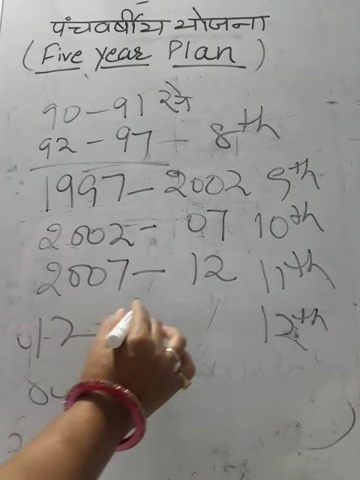 पंचवर्षीय योजना
(Five year Plan)
90-91 से
92-97 - 8th
1997-2002 9th
2002- 07 10th
2007- 12 11th
12th